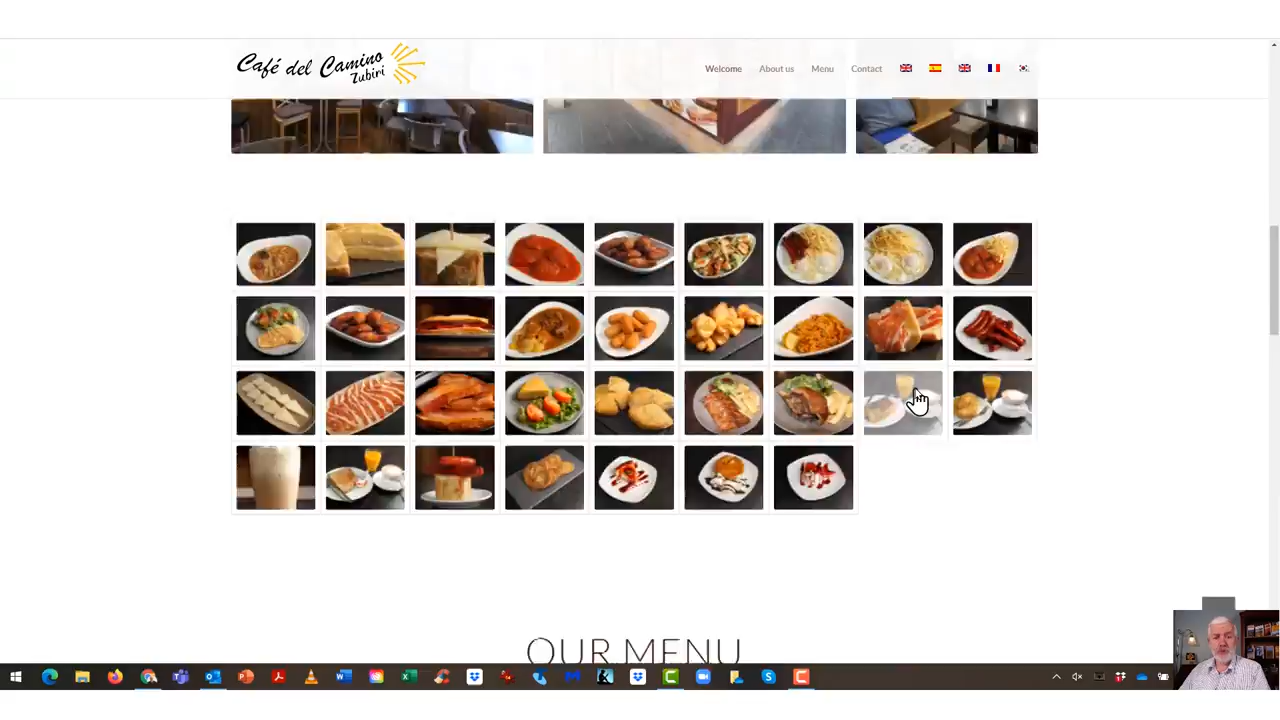 Café del Camino
Zubiri
Welcome
About us
Menu
Contact
OUR MENU